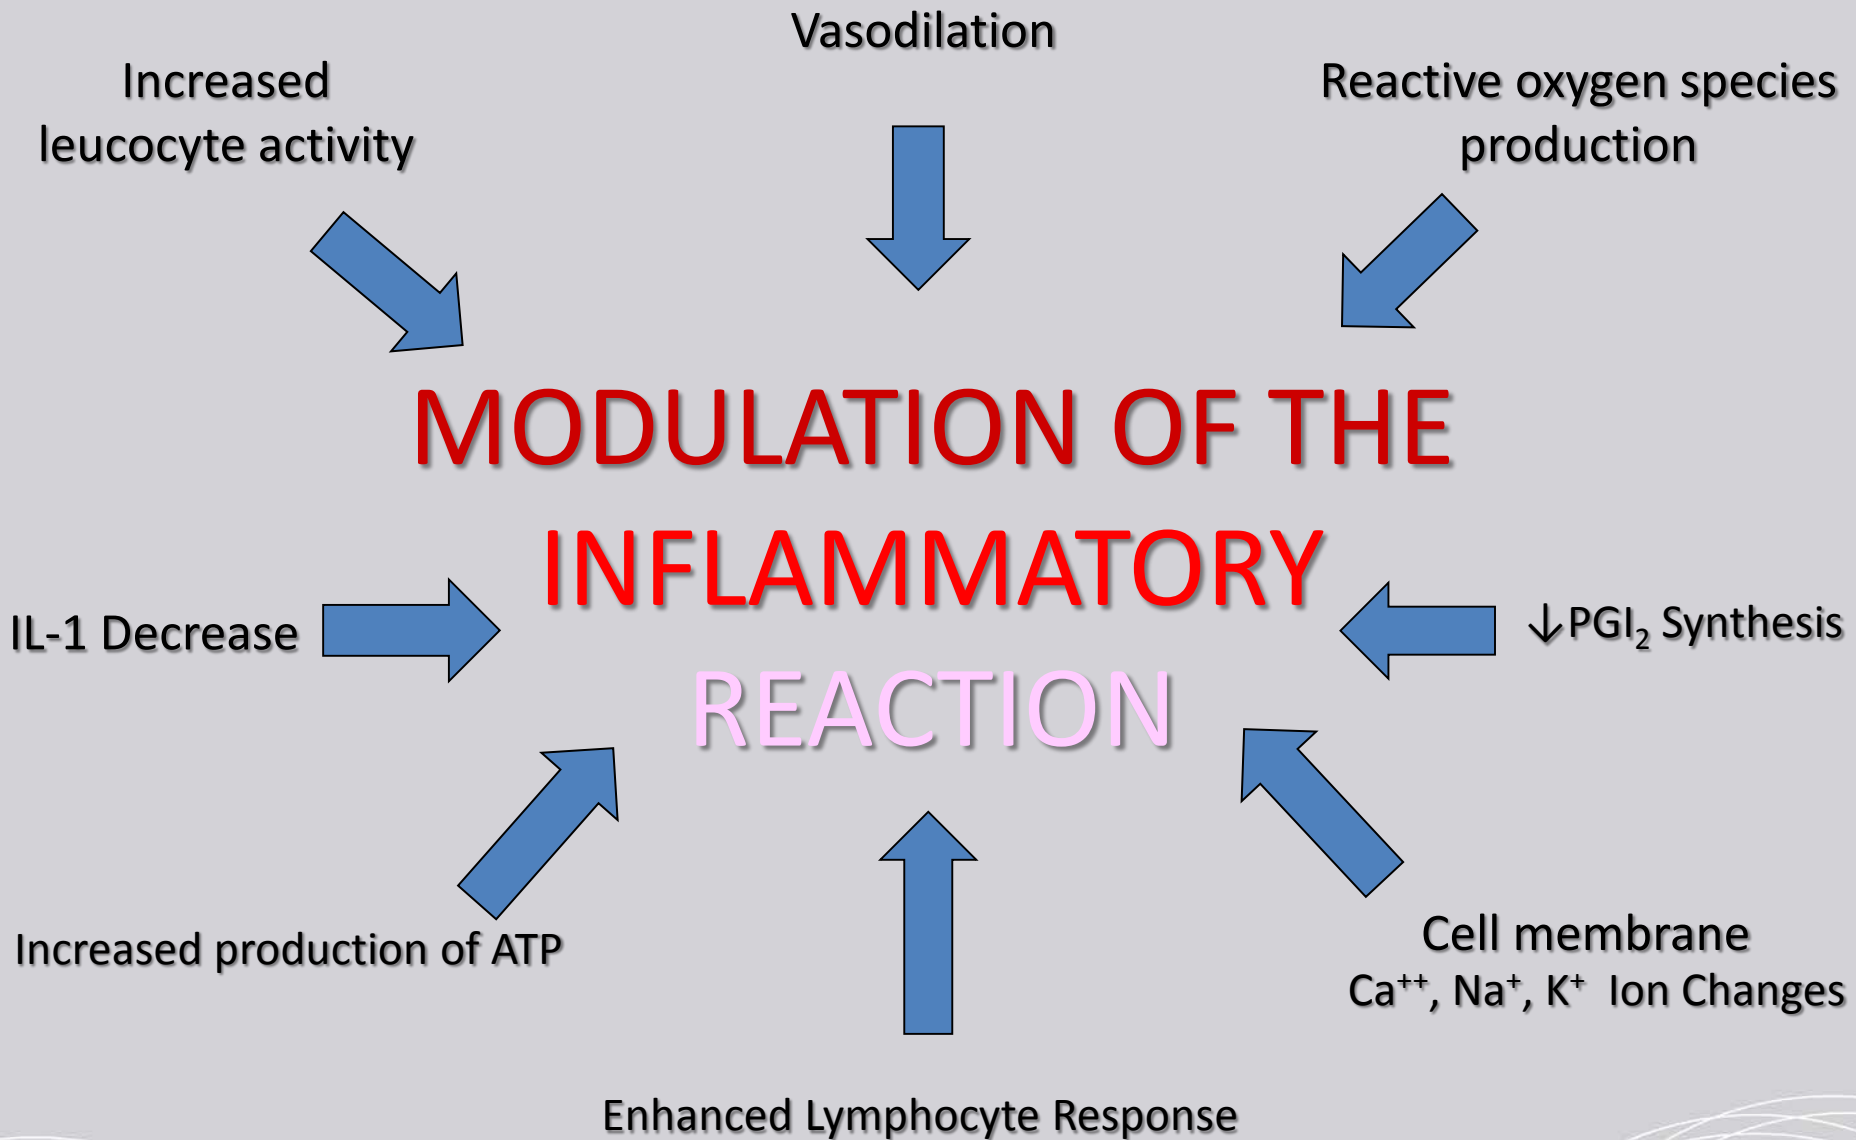 Vasodilation
Increased
leucocyte activity
Reactive oxygen species
production
MODULATION OF THE
INFLAMMATORY
REACTION
IL-1 Decrease
↓PGI₂ Synthesis
Increased production of ATP
Cell membrane
Ca⁺⁺, Na⁺, K⁺ Ion Changes
Enhanced Lymphocyte Response